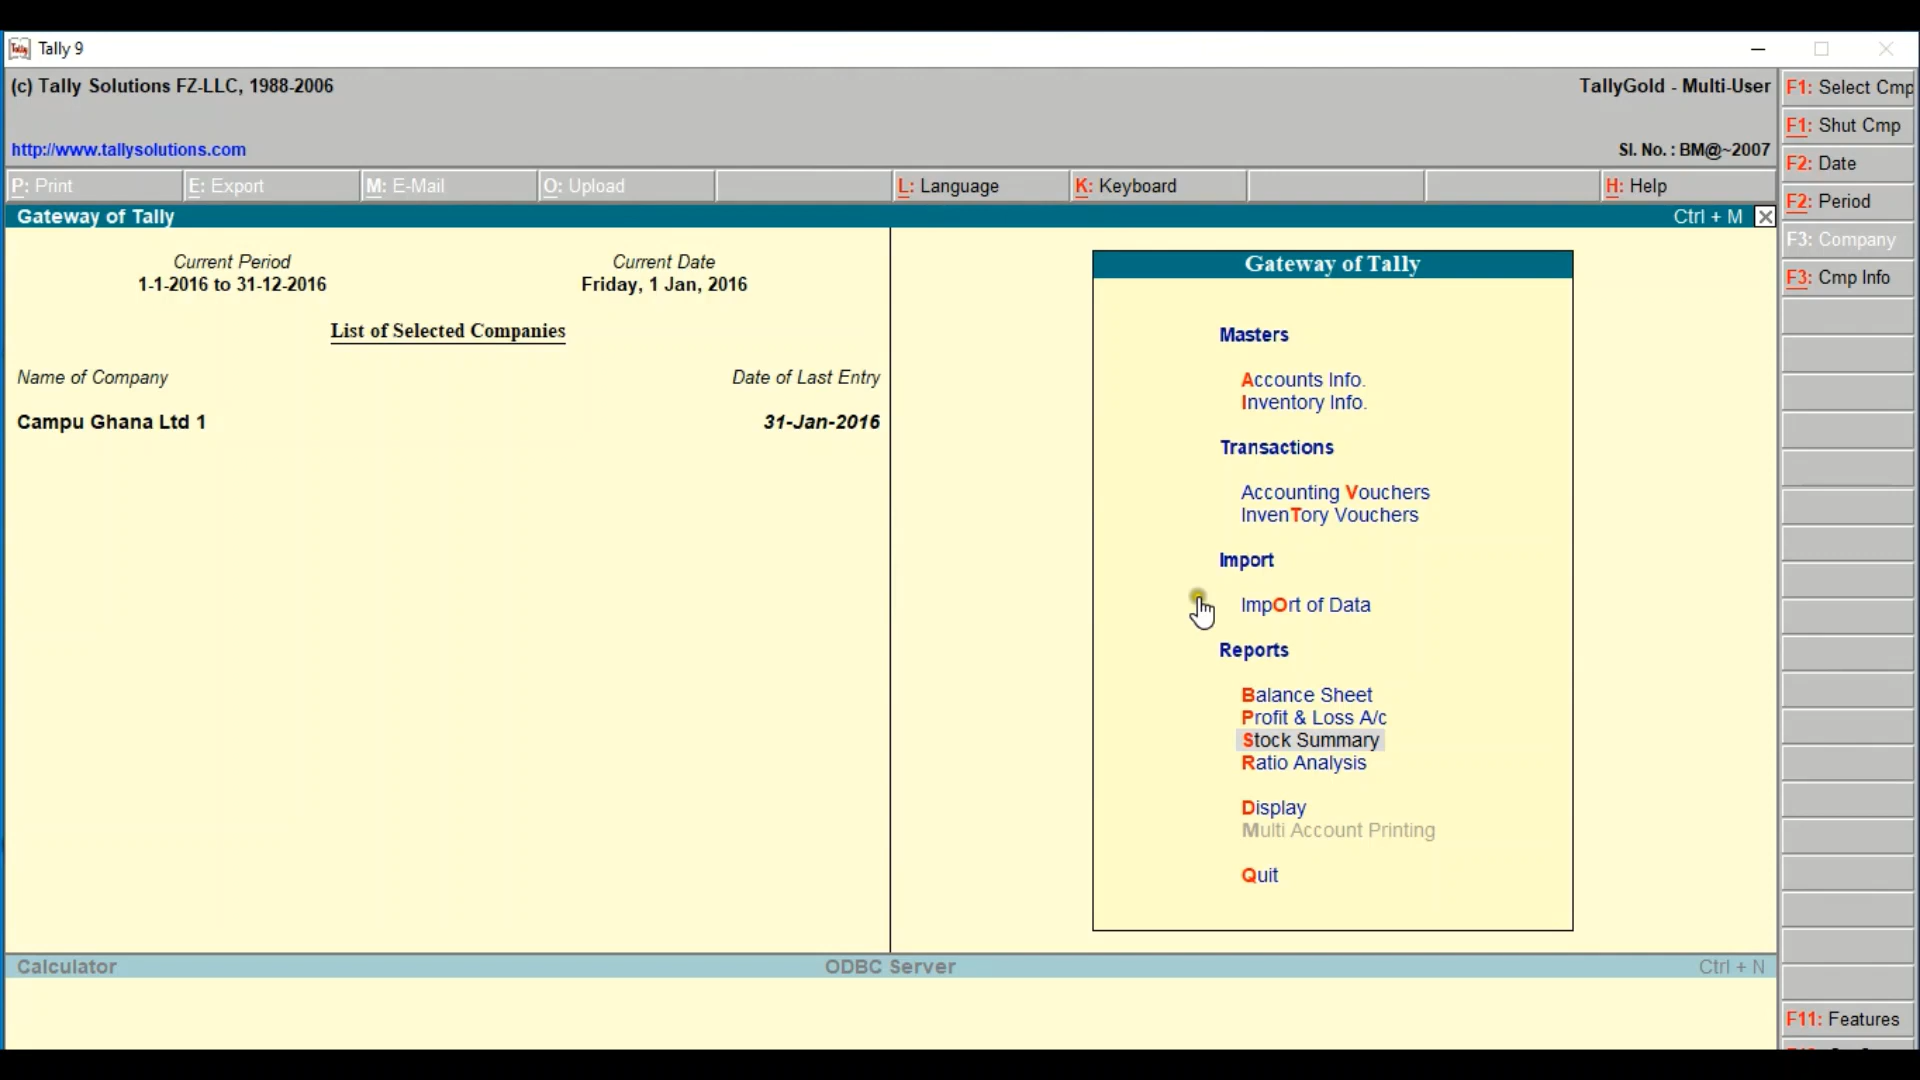 Tally 9
(c) Tally Solutions FZ-LLC, 1988-2006
TallyGold - Multi-User
http://www.tallysolutions.com
Sl. No. : BM@~2007
P: Print
E: Export
M: E-Mail
O: Upload
L: Language
K: Keyboard
H: Help
Gateway of Tally
Ctrl + M
Current Period
Current Date
1-1-2016 to 31-12-2016
Friday, 1 Jan, 2016
List of Selected Companies
Name of Company
Date of Last Entry
Campu Ghana Ltd 1
31-Jan-2016
Gateway of Tally
Masters
Accounts Info.
Inventory Info.
Transactions
Accounting Vouchers
InvenTory Vouchers
Import
ImpOrt of Data
Reports
Balance Sheet
Profit & Loss A/c
Stock Summary
Ratio Analysis
Display
Multi Account Printing
Quit
F1: Select Cmp
F1: Shut Cmp
F2: Date
F2: Period
F3: Company
F3: Cmp Info
F11: Features
Calculator
ODBC Server
Ctrl + N